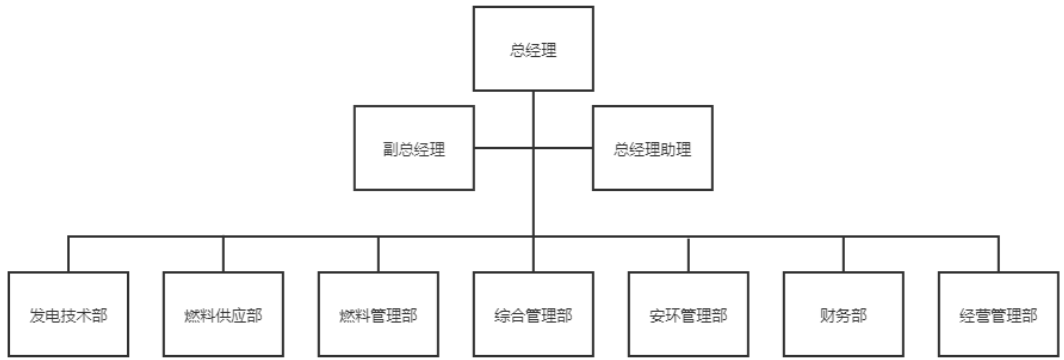 总经理
副总经理
总经理助理
发电技术部
燃料供应部
燃料管理部
综合管理部
安环管理部
财务部
经营管理部